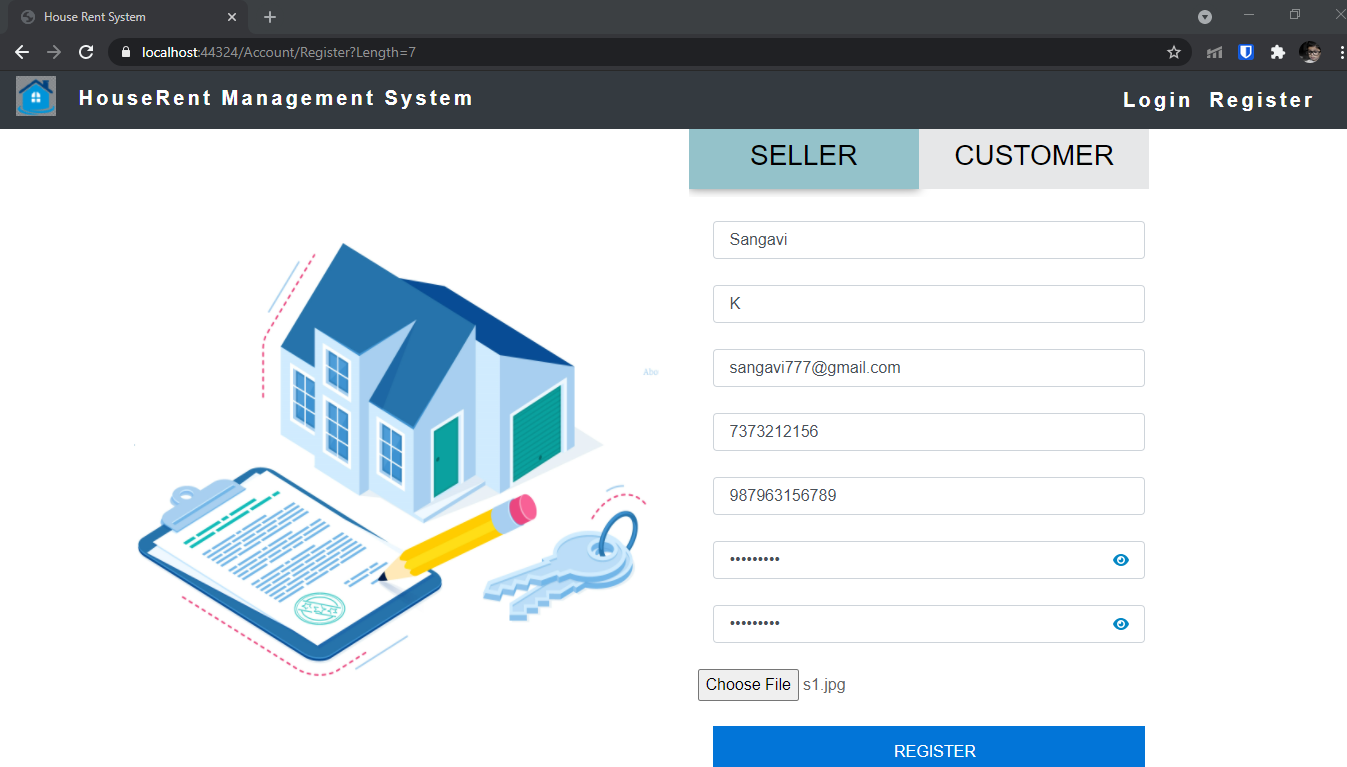 House Rent System
localhost:44324/Account/Register?Length=7
HouseRent Management System
Login Register
SELLER CUSTOMER
Sangavi
K
sangavi777@gmail.com
Abo
7373212156
987963156789
•••••••••
•••••••••
Choose File s1.jpg
REGISTER